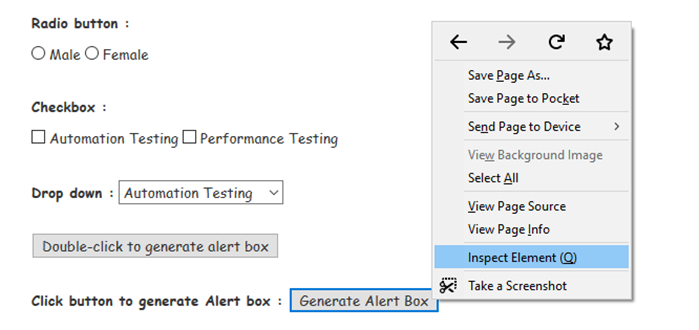 Radio button :
Male Female
Checkbox :
Automation Testing Performance Testing
Drop down : Automation Testing
Double-click to generate alert box
Click button to generate Alert box : Generate Alert Box
Save Page As...
Save Page to Pocket
Send Page to Device
View Background Image
Select All
View Page Source
View Page Info
Inspect Element (Q)
Take a Screenshot